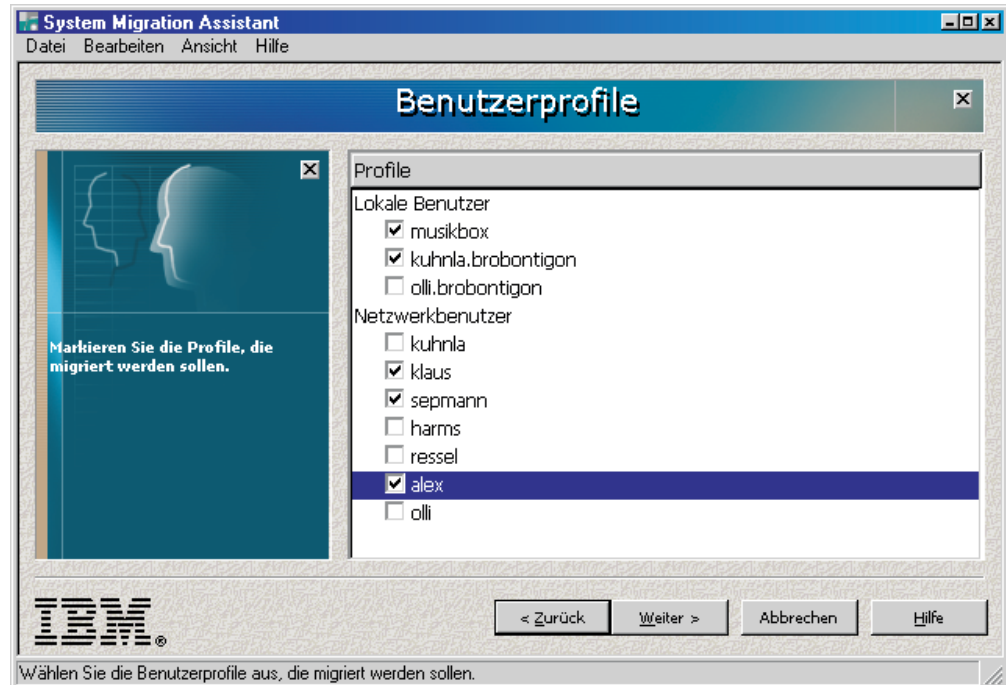 System Migration Assistant
Datei Bearbeiten Ansicht Hilfe
Benutzerprofile
Markieren Sie die Profile, die
migriert werden sollen.
Profile
Lokale Benutzer
musikbox
kuhnla.brobontigon
olli.brobontigon
Netzwerkbenutzer
kuhnla
klaus
sepmann
harms
ressel
alex
olli
IBM®
< Zurück Weiter > Abbrechen Hilfe
Wählen Sie die Benutzerprofile aus, die migriert werden sollen.